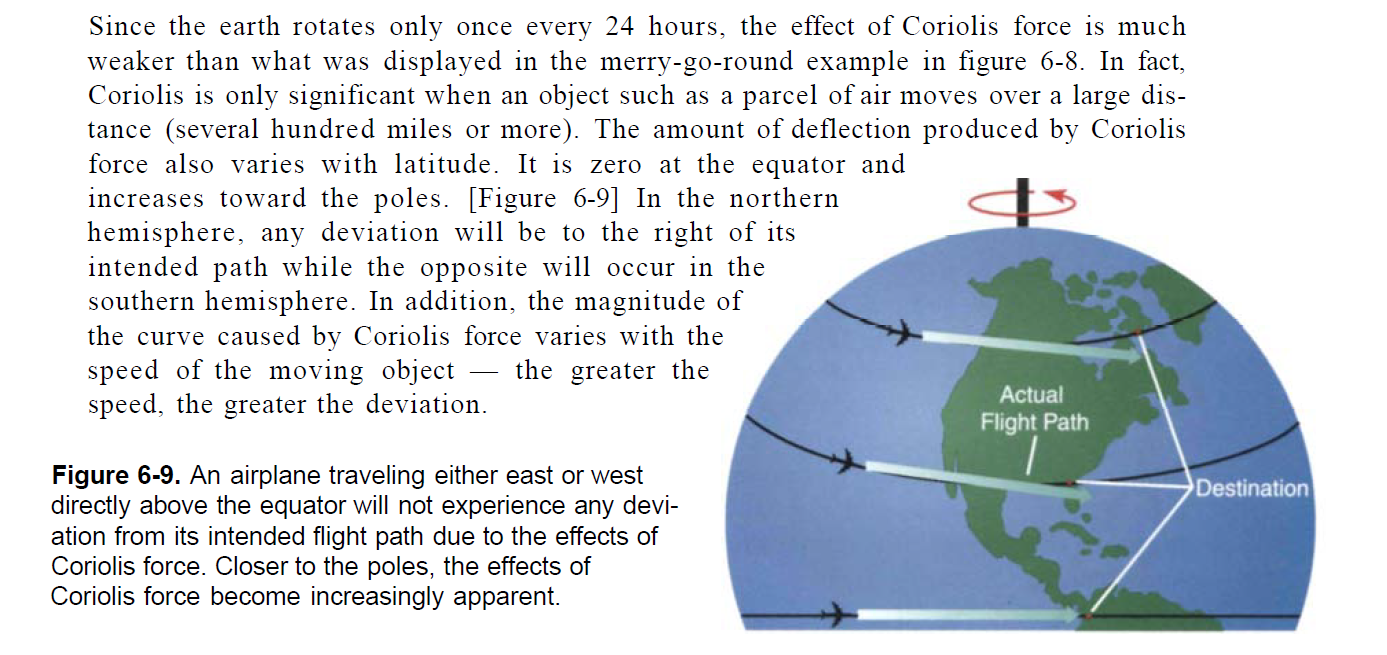 Since the earth rotates only once every 24 hours, the effect of Coriolis force is much
weaker than what was displayed in the merry-go-round example in figure 6-8. In fact,
Coriolis is only significant when an object such as a parcel of air moves over a large dis-
tance (several hundred miles or more). The amount of deflection produced by Coriolis
force also varies with latitude. It is zero at the equator and
increases toward the poles. [Figure 6-9] In the northern
hemisphere, any deviation will be to the right of its
intended path while the opposite will occur in the
southern hemisphere. In addition, the magnitude of
the curve caused by Coriolis force varies with the
speed of the moving object — the greater the
speed, the greater the deviation.
Figure 6-9. An airplane traveling either east or west
directly above the equator will not experience any devi-
ation from its intended flight path due to the effects of
Coriolis force. Closer to the poles, the effects of
Coriolis force become increasingly apparent.
Actual
Flight Path
Destination